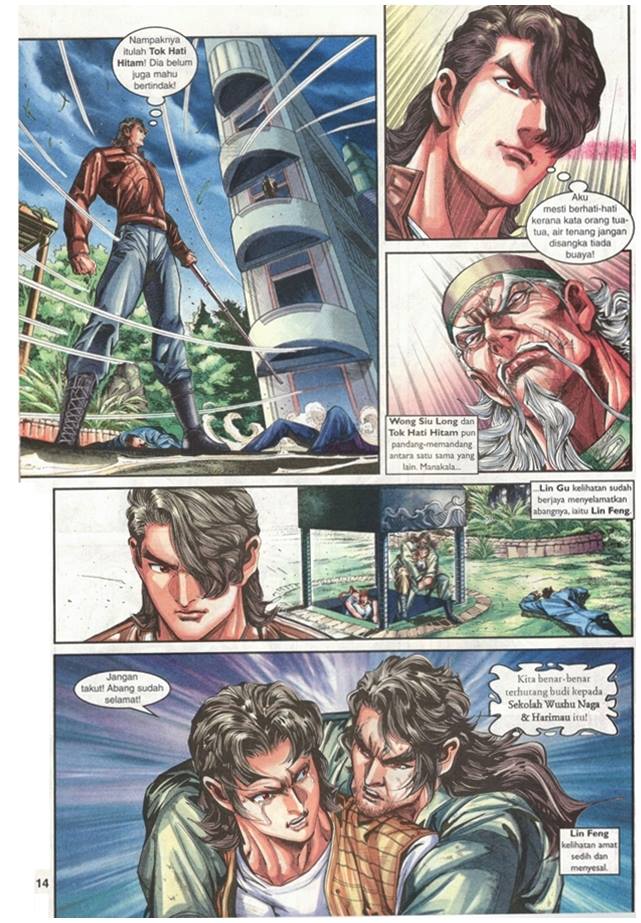 Nampaknya
itulah Tok Hati
Hitam! Dia belum
juga mahu
bertindak!
Aku
mesti berhati-hati
kerana kata orang tua-
tua, air tenang jangan
disangka tiada
buaya!
Wong Siu Long dan
Tok Hati Hitam pun
pandang-memandang
antara satu sama yang
lain. Manakala...
...Lin Gu kelihatan sudah
berjaya menyelamatkan
abangnya, iaitu Lin Feng.
Jangan
takut! Abang sudah
selamat!
Kita benar-benar
terhutang budi kepada
Sekolah Wushu Naga
& Harimau itu!
Lin Feng
kelihatan amat
sedih dan
menyesal.
14